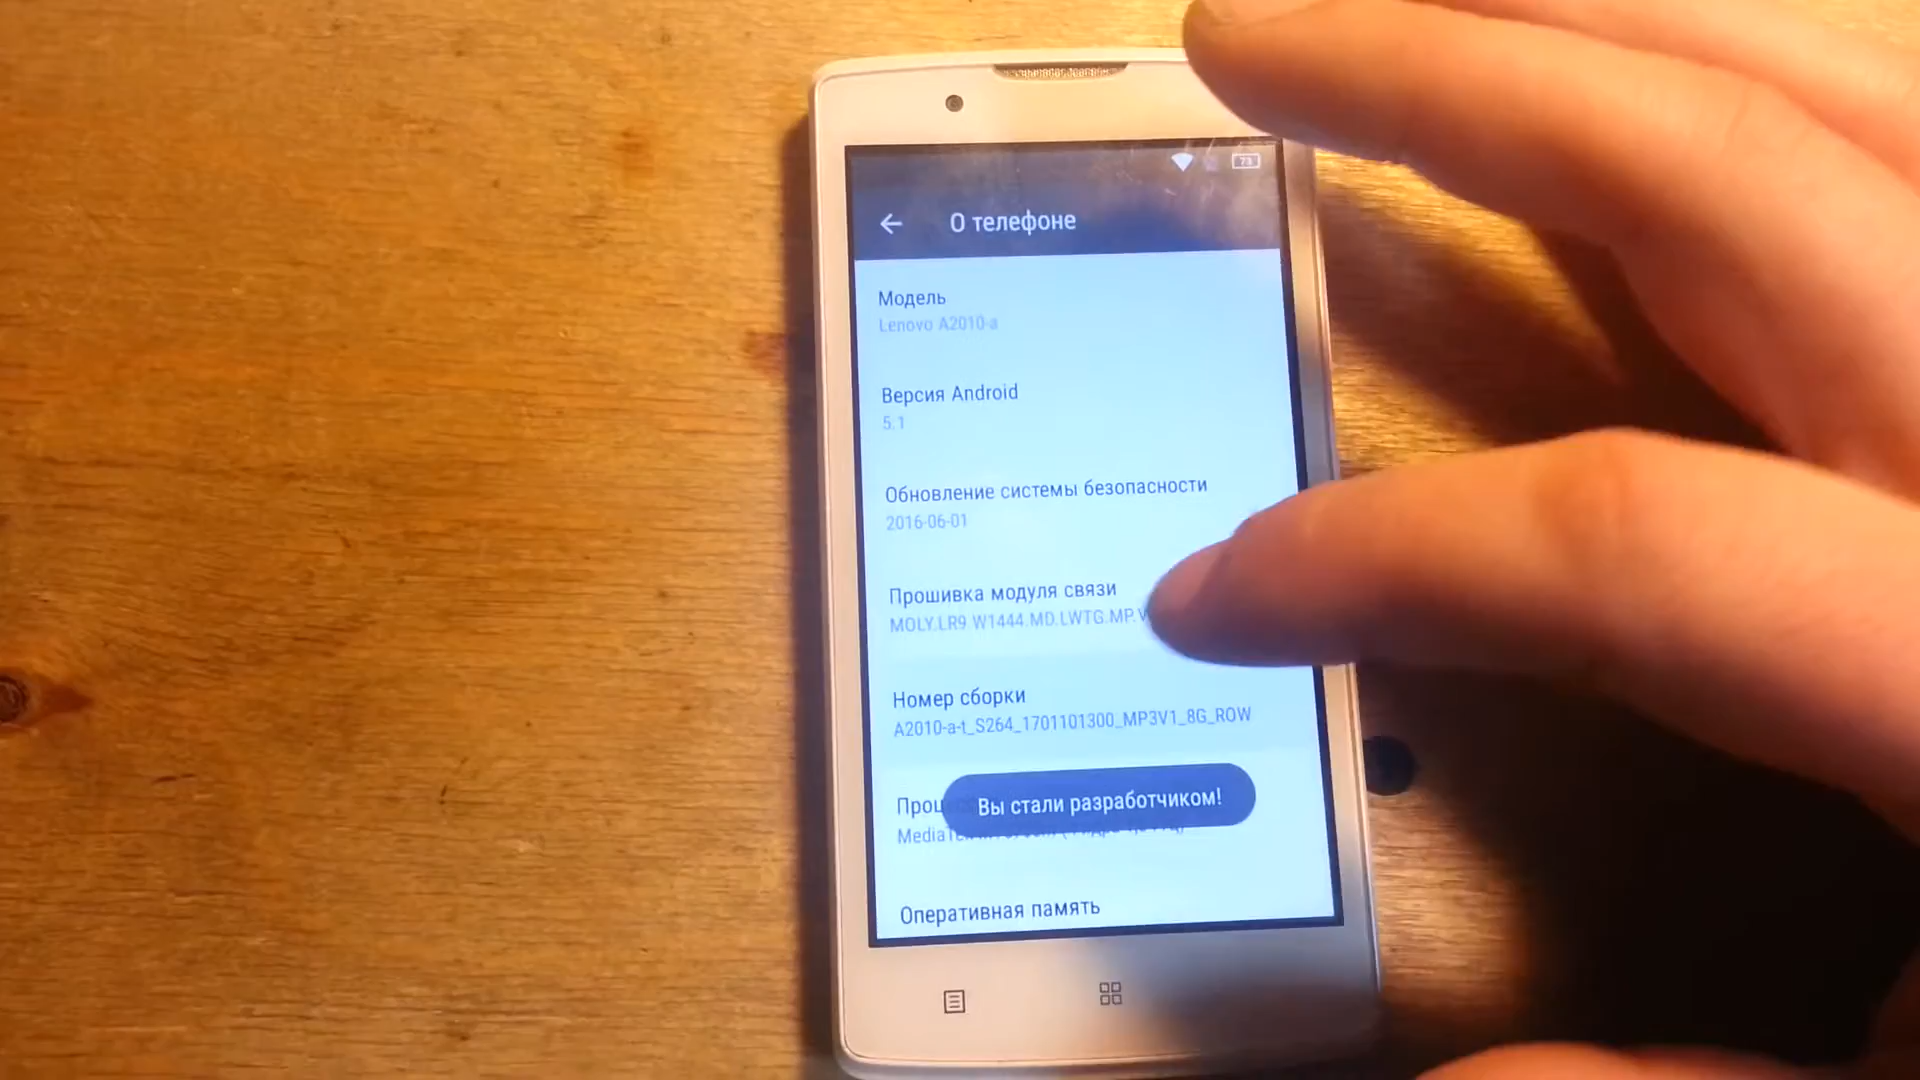 73
О телефоне
Модель
Lenovo A2010-a
Версия Android
5.1
Обновление системы безопасности
2016-06-01
Прошивка модуля связи
MOLY.LR9.W1444.MD.LWTG.MP.V
Номер сборки
A2010-a-t_S264_1701101300_MP3V1_8G_ROW
Вы стали разработчиком!
Оперативная память